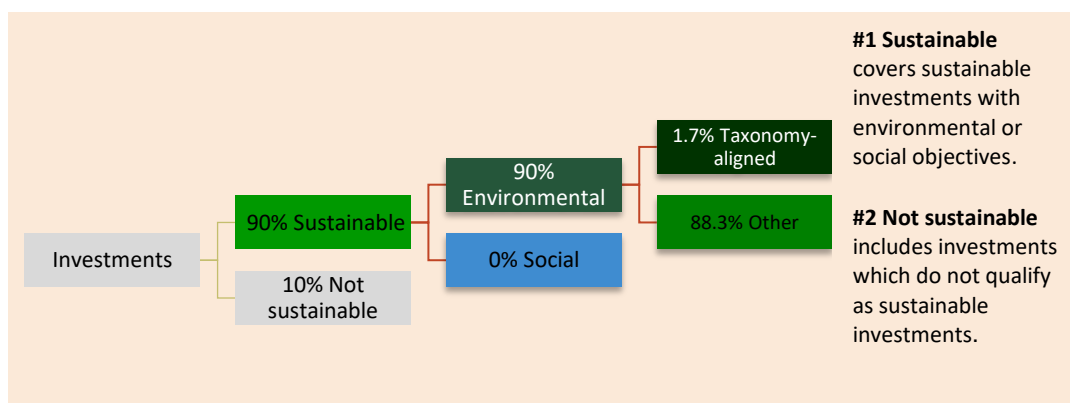 Investments
90% Sustainable
10% Not
sustainable
90%
Environmental
0% Social
1.7% Taxonomy-
aligned
88.3% Other
#1 Sustainable
covers sustainable
investments with
environmental or
social objectives.
#2 Not sustainable
includes investments
which do not qualify
as sustainable
investments.